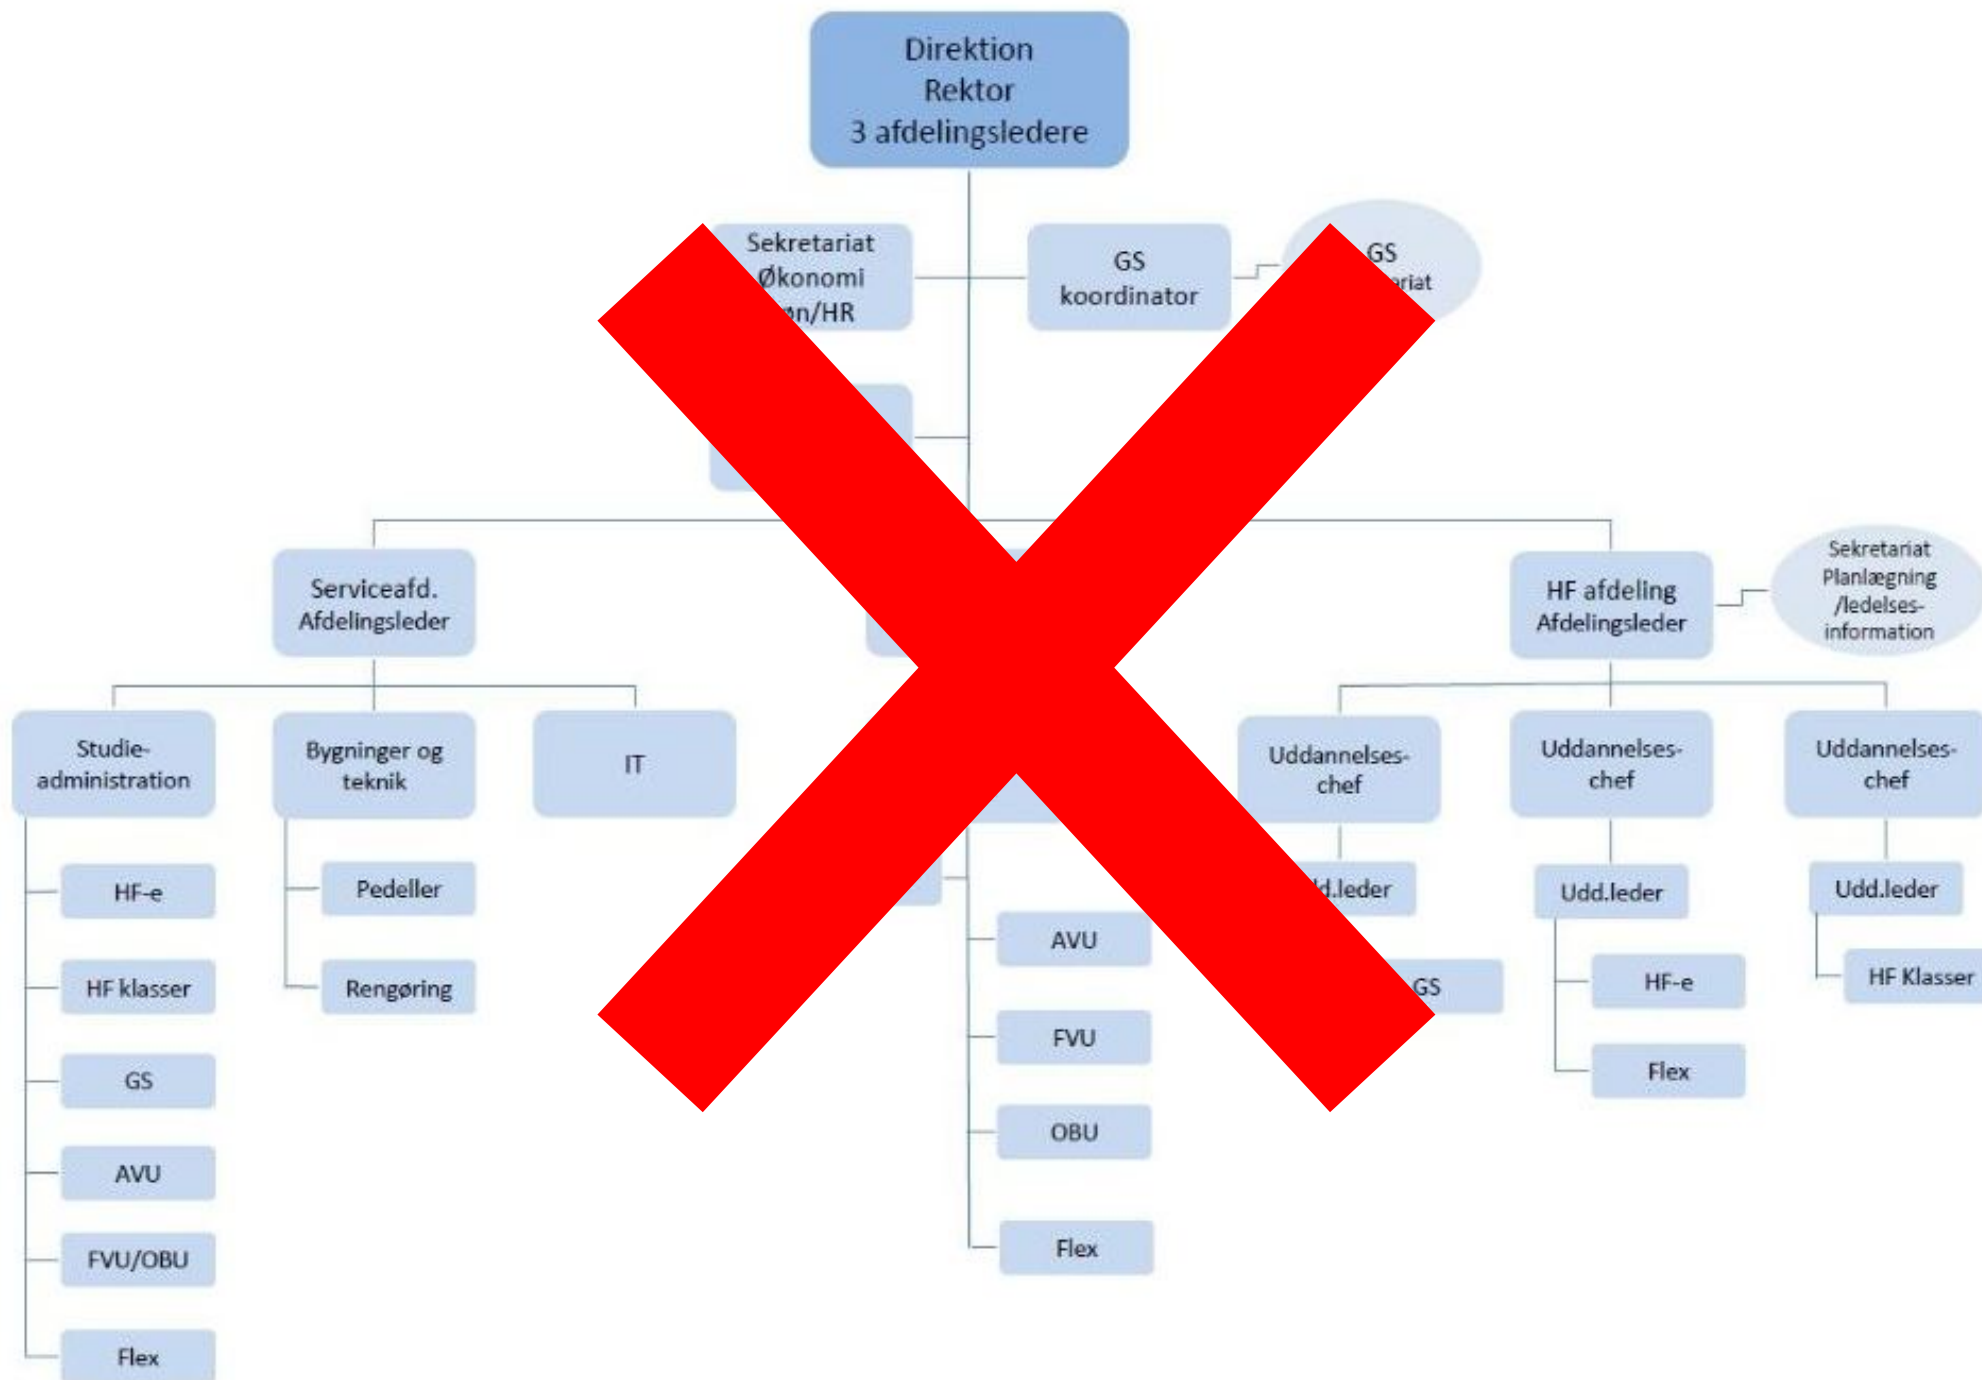 Direktion
Rektor
3 afdelingsledere
Sekretariat
Økonomi
GS
koordinator
GS
Serviceafd.
Afdelingsleder
HF afdeling
Afdelingsleder
Sekretariat
Planlægning
/ledelses-
information
Studie-
administration
Bygninger og
teknik
IT
Uddannelses-
chef
Uddannelses-
chef
Uddannelses-
chef
HF-e
HF klasser
GS
AVU
FVU/OBU
Flex
Pedeller
Rengøring
AVU
FVU
OBU
Flex
GS
Udd.leder
HF-e
Flex
Udd.leder
HF Klasser